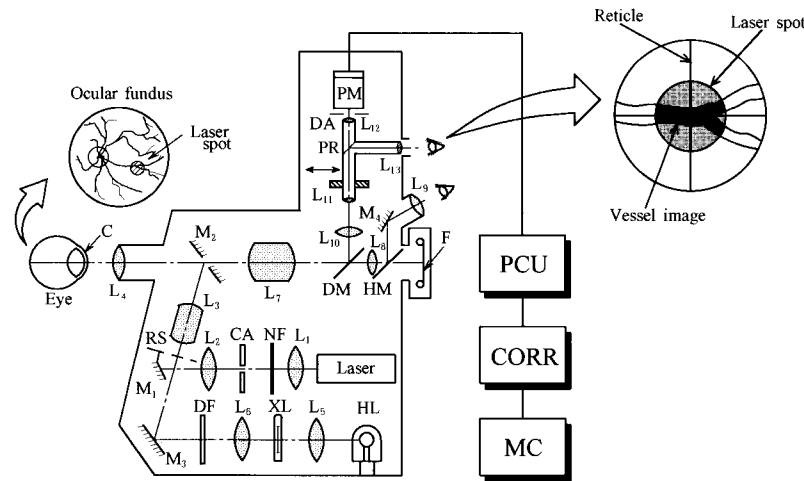 Ocular fundus
Laser
spot
C
Eye
L4
M2
L3
RS
L2
CA
NF
L1
Laser
M1
DF
L6
XL
L5
HL
M3
L7
PM
DA
L12
PR
L13
L11
L9
M4
L10
L8
F
DM
HM
Reticle
Laser spot
Vessel image
PCU
CORR
MC